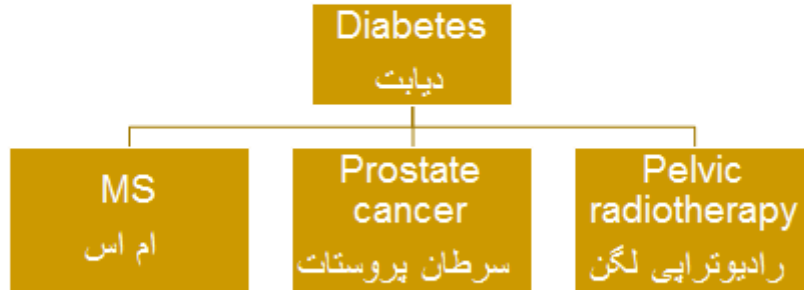 Diabetes
دیابت
MS
ام اس
Prostate
cancer
سرطان پروستات
Pelvic
radiotherapy
رادیوتراپی لگن